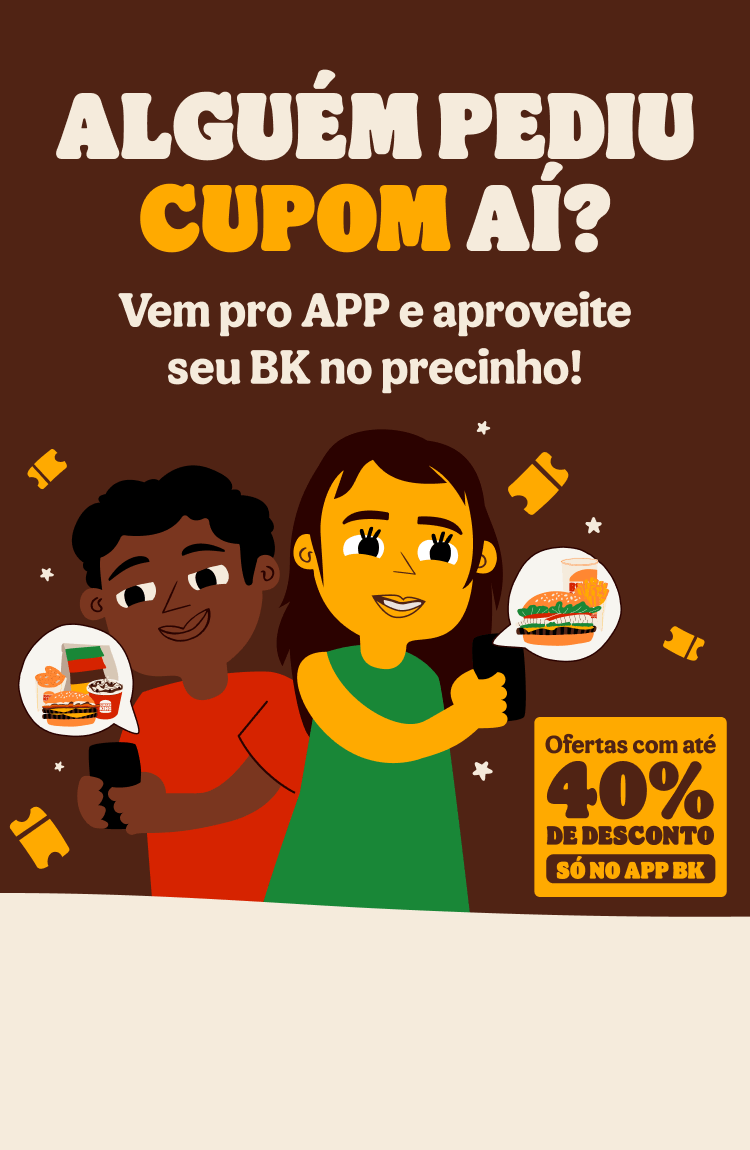 ALGUÉM PEDIU
CUPOM AÍ?
Vem pro APP e aproveite
seu BK no precinho!
Ofertas com até
40%
DE DESCONTO
SÓ NO APP BK